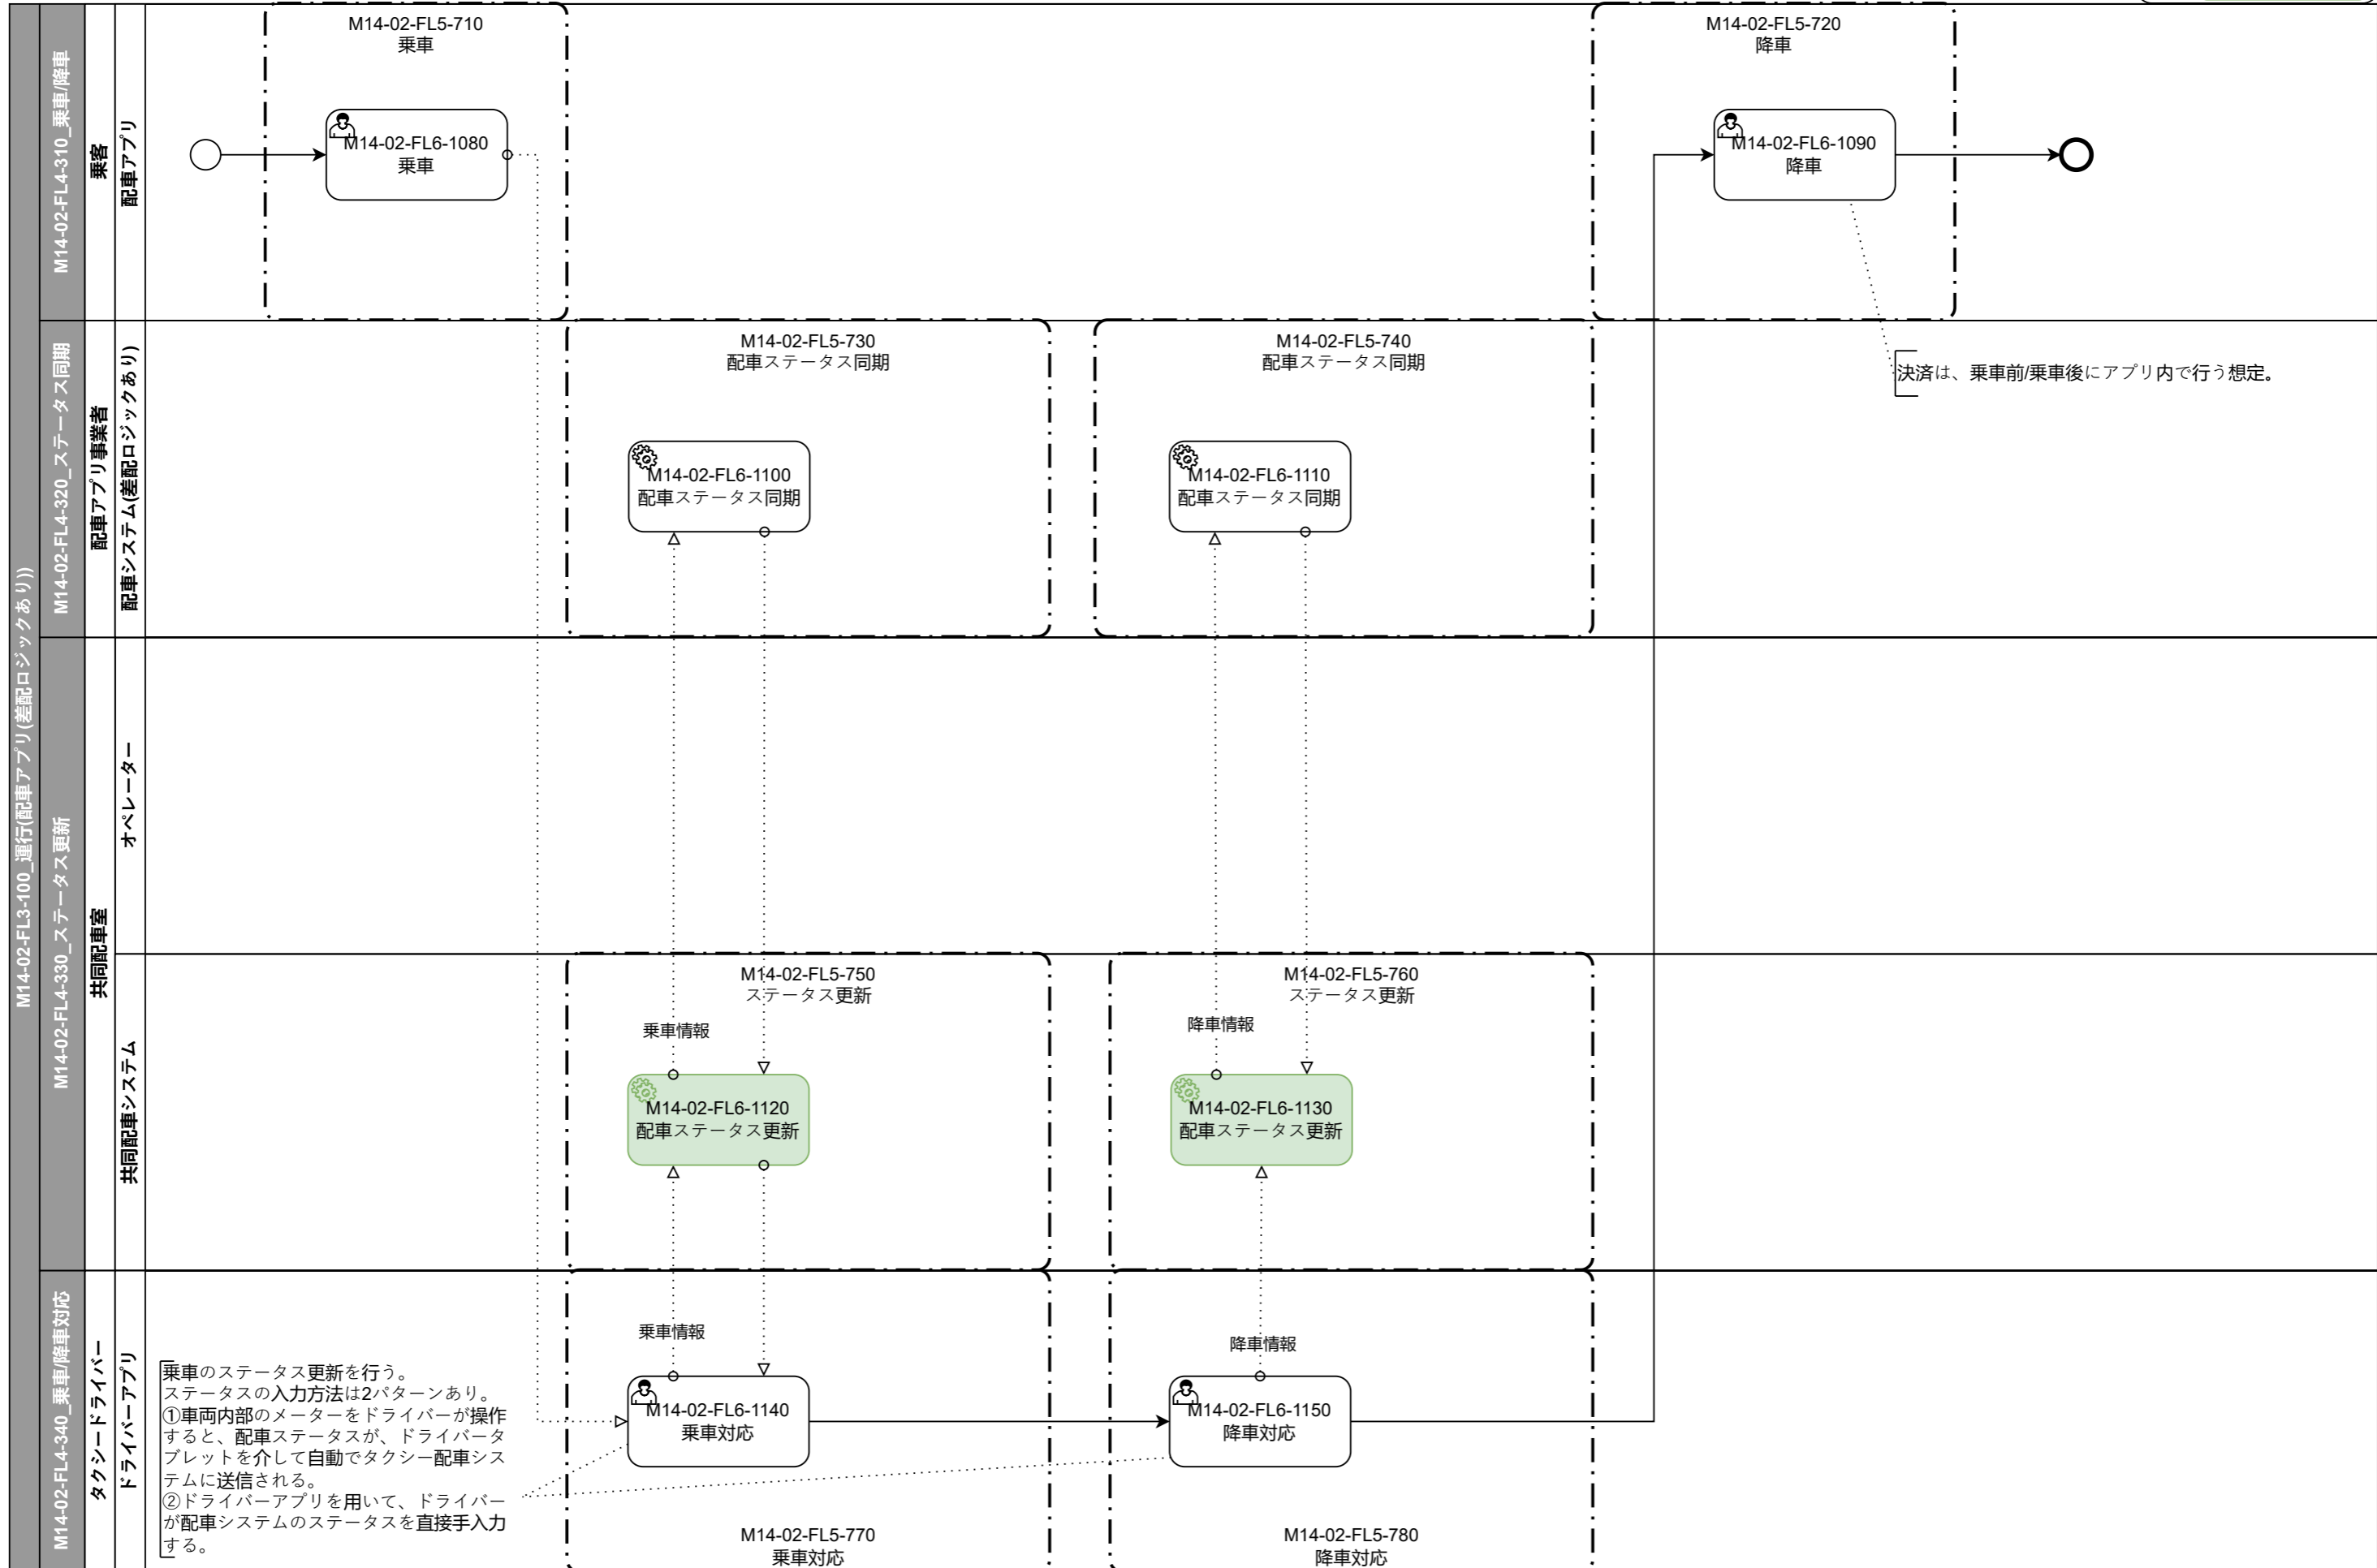 M14-02-FL3-100_運行(配車アプリ(差配ロジックあり))
M14-02-FL4-310_乗車/降車
乗客
配車アプリ
M14-02-FL5-710
乗車
M14-02-FL6-1080
乗車
M14-02-FL5-720
降車
M14-02-FL6-1090
降車
M14-02-FL4-320_ステータス同期
配車アプリ事業者
配車システム(差配ロジックあり)
M14-02-FL5-730
配車ステータス同期
M14-02-FL6-1100
配車ステータス同期
M14-02-FL5-740
配車ステータス同期
M14-02-FL6-1110
配車ステータス同期
決済は、乗車前/乗車後にアプリ内で行う想定。
M14-02-FL4-330_ステータス更新
共同配車室
オペレーター
共同配車システム
M14-02-FL5-750
ステータス更新
乗車情報
M14-02-FL6-1120
配車ステータス更新
M14-02-FL5-760
ステータス更新
降車情報
M14-02-FL6-1130
配車ステータス更新
M14-02-FL4-340_乗車/降車対応
タクシードライバー
ドライバーアプリ
乗車のステータス更新を行う。
ステータスの入力方法は2パターンあり。
①車両内部のメーターをドライバーが操作
すると、配車ステータスが、ドライバータ
ブレットを介して自動でタクシー配車シス
テムに送信される。
②ドライバーアプリを用いて、ドライバー
が配車システムのステータスを直接手入力
する。
乗車情報
M14-02-FL6-1140
乗車対応
M14-02-FL5-770
乗車対応
降車情報
M14-02-FL6-1150
降車対応
M14-02-FL5-780
降車対応